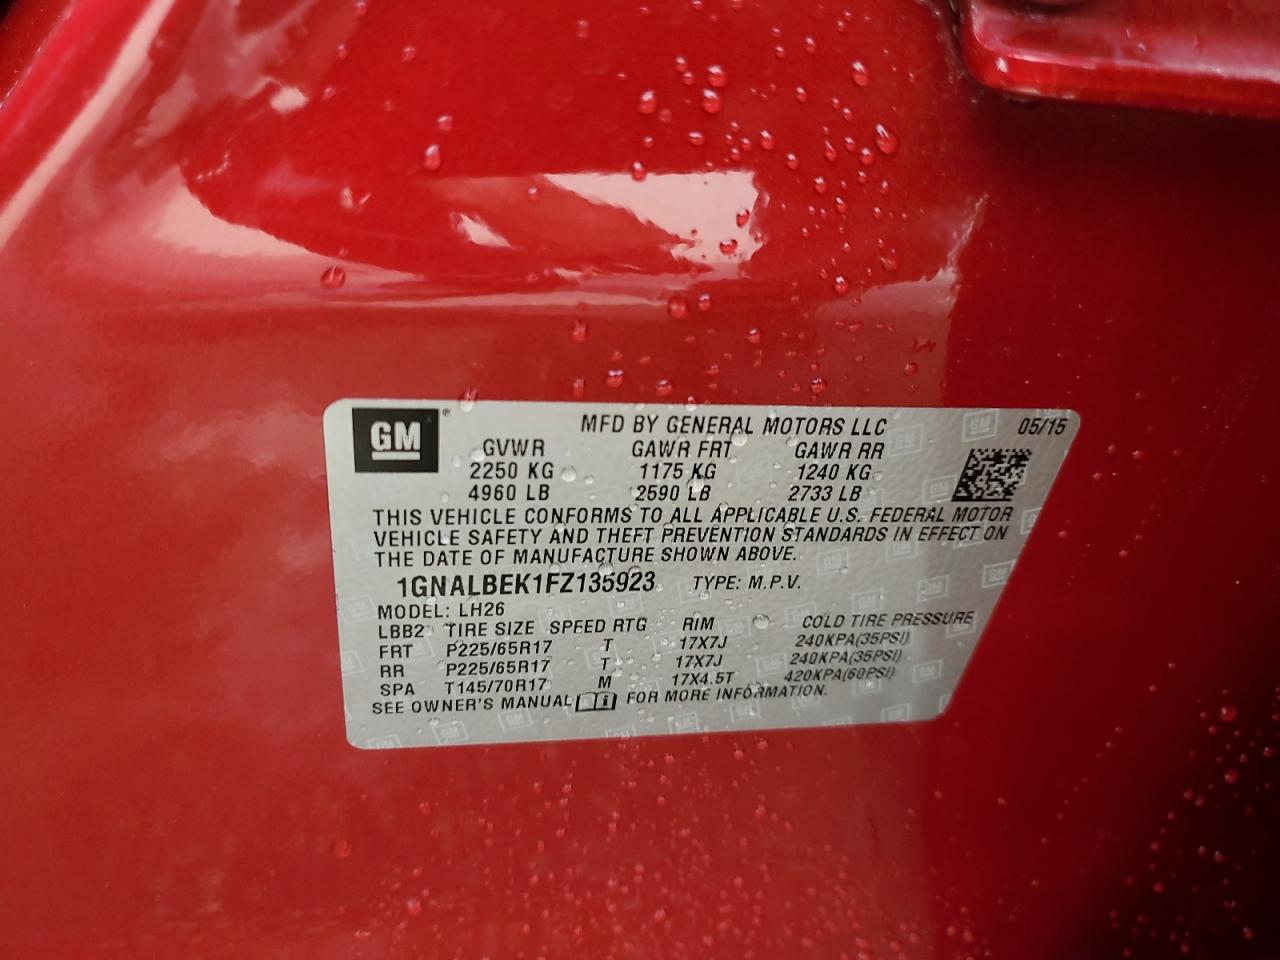 GM ®
MFD BY GENERAL MOTORS LLC 05/15
GVWR GAWR FRT GAWR RR
2250 KG 1175 KG 1240 KG
4960 LB 2590 LB 2733 LB
THIS VEHICLE CONFORMS TO ALL APPLICABLE U.S. FEDERAL MOTOR
VEHICLE SAFETY AND THEFT PREVENTION STANDARDS IN EFFECT ON
THE DATE OF MANUFACTURE SHOWN ABOVE.
1GNALBEK1FZ135923 TYPE: M.P.V.
MODEL: LH26
LBB2 TIRE SIZE SPEED RTG RIM COLD TIRE PRESSURE
FRT P225/65R17 T 17X7J 240KPA(35PSI)
RR P225/65R17 T 17X7J 240KPA(35PSI)
SPA T145/70R17 M 17X4.5T 420KPA(60PSI)
SEE OWNER'S MANUAL FOR MORE INFORMATION.